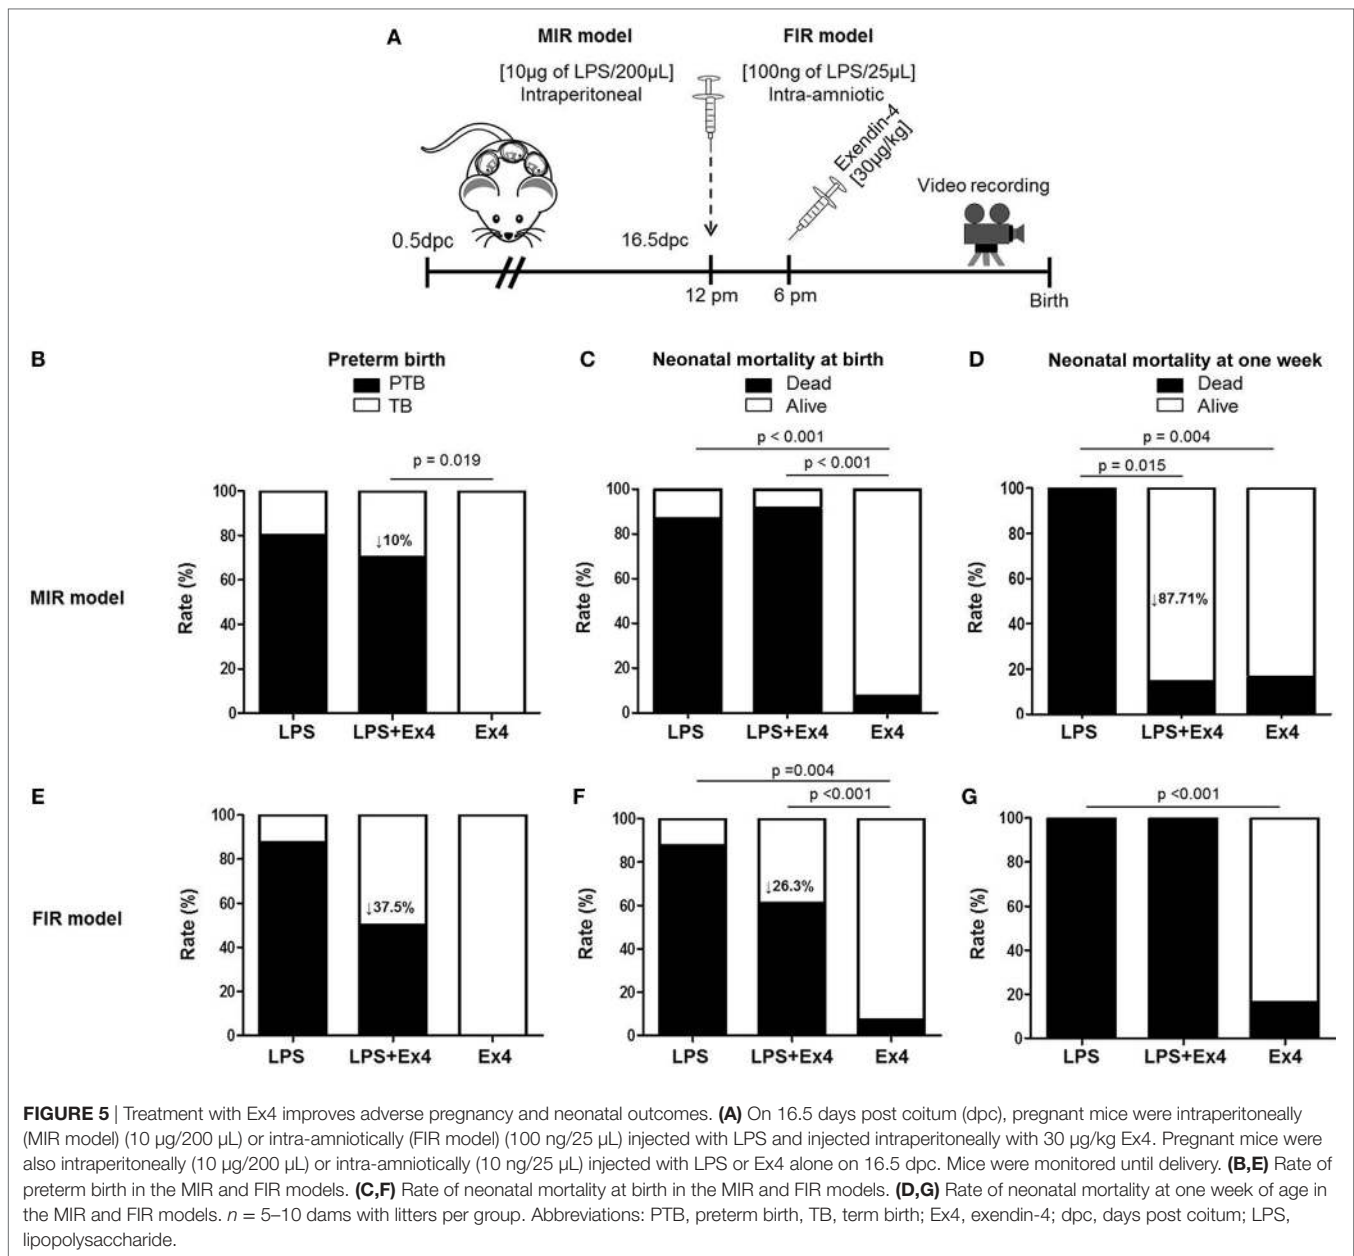 A
MIR model
FIR model
[10µg of LPS/200µL]
Intraperitoneal
[100ng of LPS/25µL]
Intra-amniotic
Exendin-4
[30µg/kg]
Video recording
0.5dpc
16.5dpc
12 pm
6 pm
Birth
B
Preterm birth
PTB
TB
p = 0.019
C
Neonatal mortality at birth
Dead
Alive
p < 0.001
p < 0.001
D
Neonatal mortality at one week
Dead
Alive
p = 0.004
p = 0.015
MIR model
Rate (%)
100
80
60
40
20
0
↓10%
LPS
LPS+Ex4
Ex4
Rate (%)
100
80
60
40
20
0
LPS
LPS+Ex4
Ex4
Rate (%)
100
80
60
40
20
0
↓87.71%
LPS
LPS+Ex4
Ex4
FIR model
E
Rate (%)
100
80
60
40
20
0
↓37.5%
LPS
LPS+Ex4
Ex4
F
p =0.004
p <0.001
Rate (%)
100
80
60
40
20
0
↓26.3%
LPS
LPS+Ex4
Ex4
G
p <0.001
Rate (%)
100
80
60
40
20
0
LPS
LPS+Ex4
Ex4
FIGURE 5 | Treatment with Ex4 improves adverse pregnancy and neonatal outcomes. (A) On 16.5 days post coitum (dpc), pregnant mice were intraperitoneally
(MIR model) (10 µg/200 µL) or intra-amniotically (FIR model) (100 ng/25 µL) injected with LPS and injected intraperitoneally with 30 µg/kg Ex4. Pregnant mice were
also intraperitoneally (10 µg/200 µL) or intra-amniotically (10 ng/25 µL) injected with LPS or Ex4 alone on 16.5 dpc. Mice were monitored until delivery. (B,E) Rate of
preterm birth in the MIR and FIR models. (C,F) Rate of neonatal mortality at birth in the MIR and FIR models. (D,G) Rate of neonatal mortality at one week of age in
the MIR and FIR models. n = 5–10 dams with litters per group. Abbreviations: PTB, preterm birth, TB, term birth; Ex4, exendin-4; dpc, days post coitum; LPS,
lipopolysaccharide.